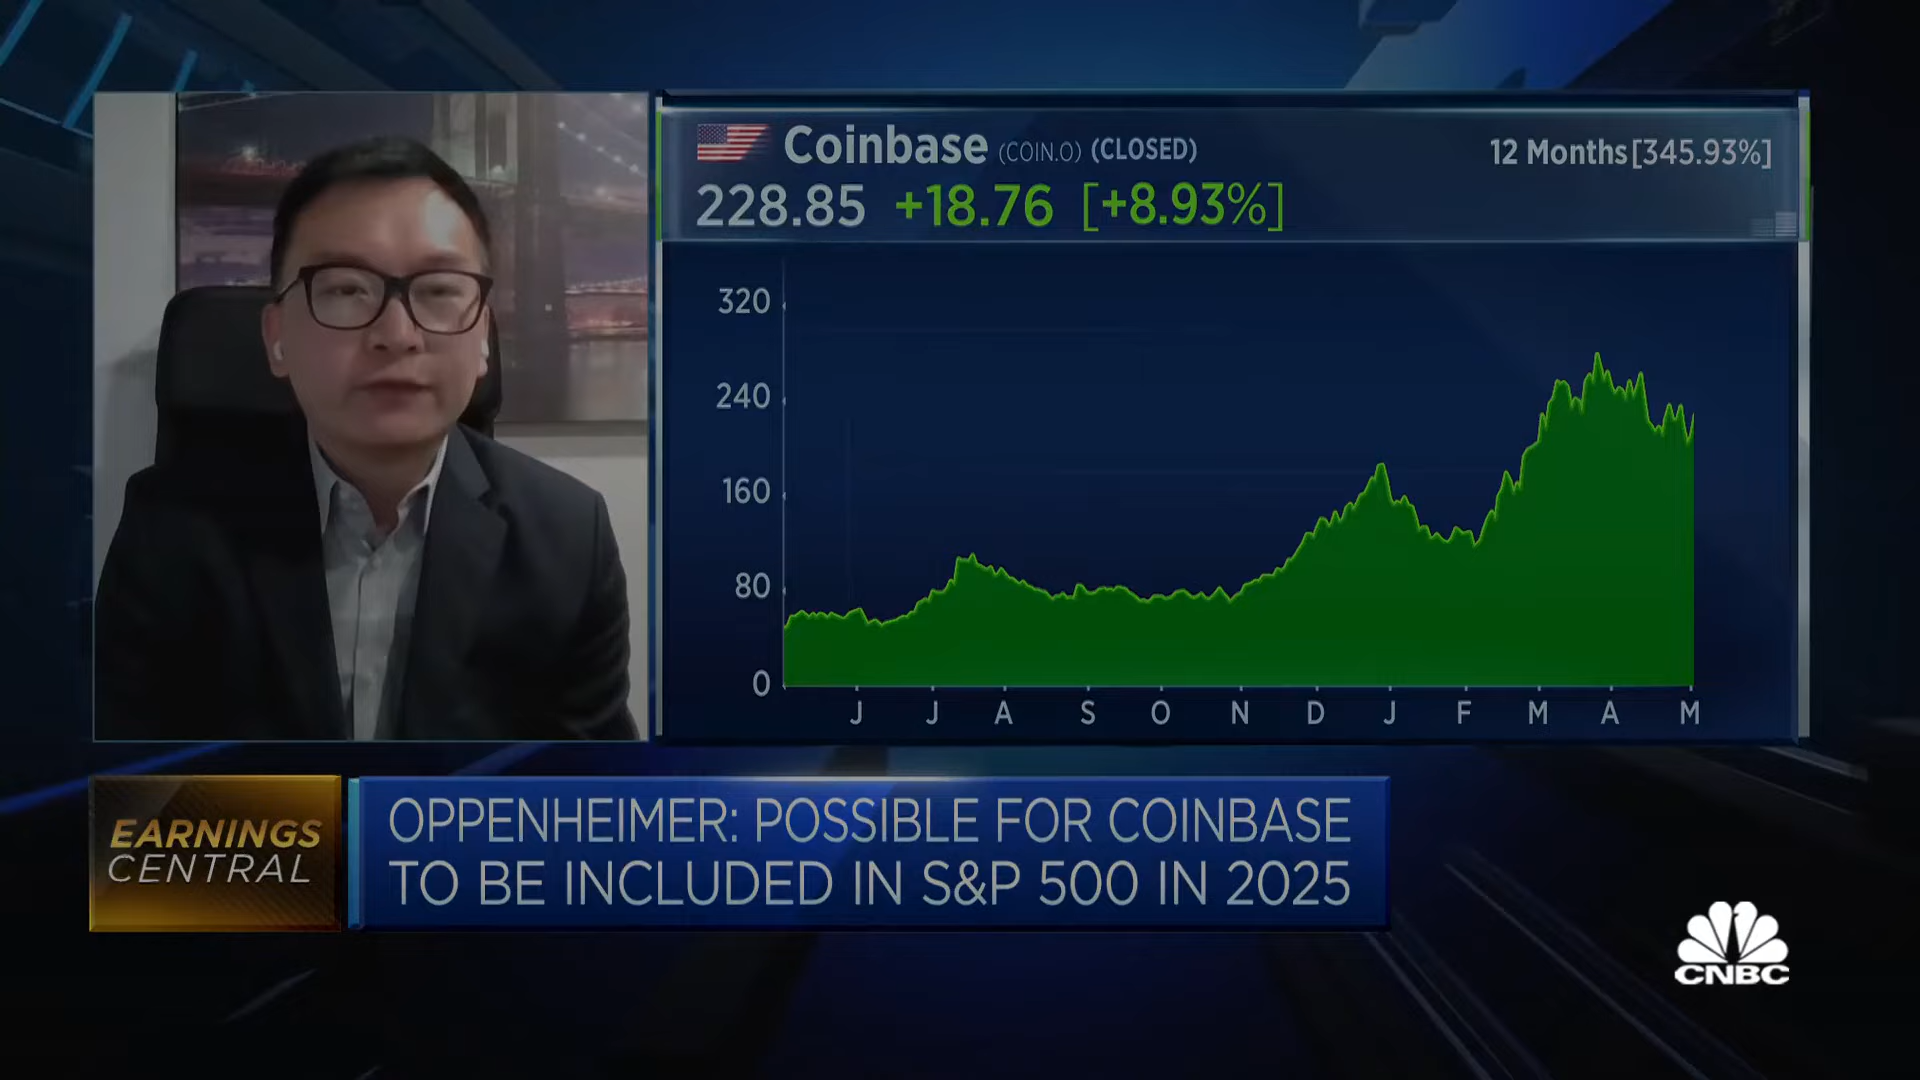 Coinbase (COIN.O) (CLOSED)
12 Months [345.93%]
228.85 +18.76 [+8.93%]
320
240
160
80
0
J J A S O N D J F M A M
EARNINGS
CENTRAL
OPPENHEIMER: POSSIBLE FOR COINBASE
TO BE INCLUDED IN S&P 500 IN 2025
CNBC